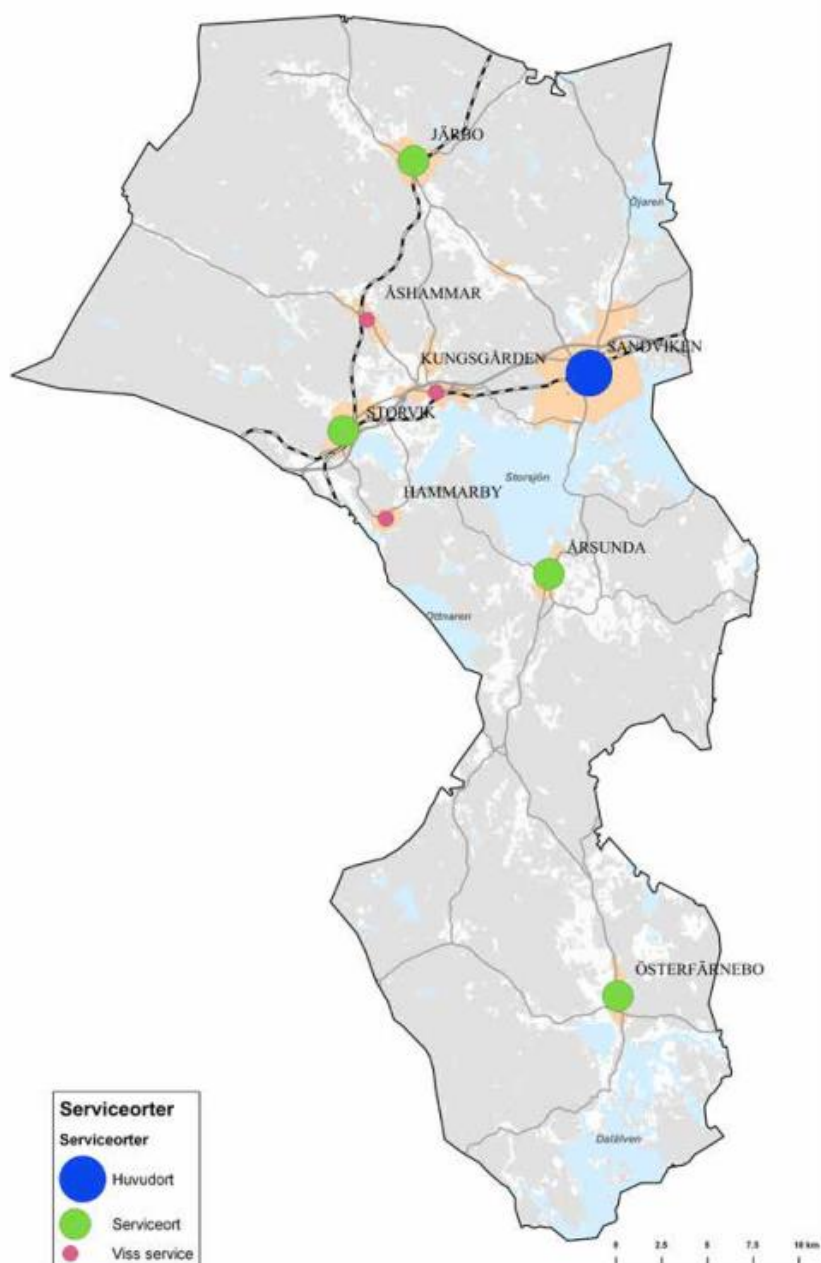 JÄRBO
Öjaren
ÅSHAMMAR
KUNGSGÅRDEN
SANDVIKEN
STORVIK
Storsjön
HAMMARBY
ÅRSUNDA
Ottnaren
ÖSTERFÄRNEBO
Dalälven
Serviceorter
Serviceorter
Huvudort
Serviceort
Viss service
0 2.5 5 7.5 10 km